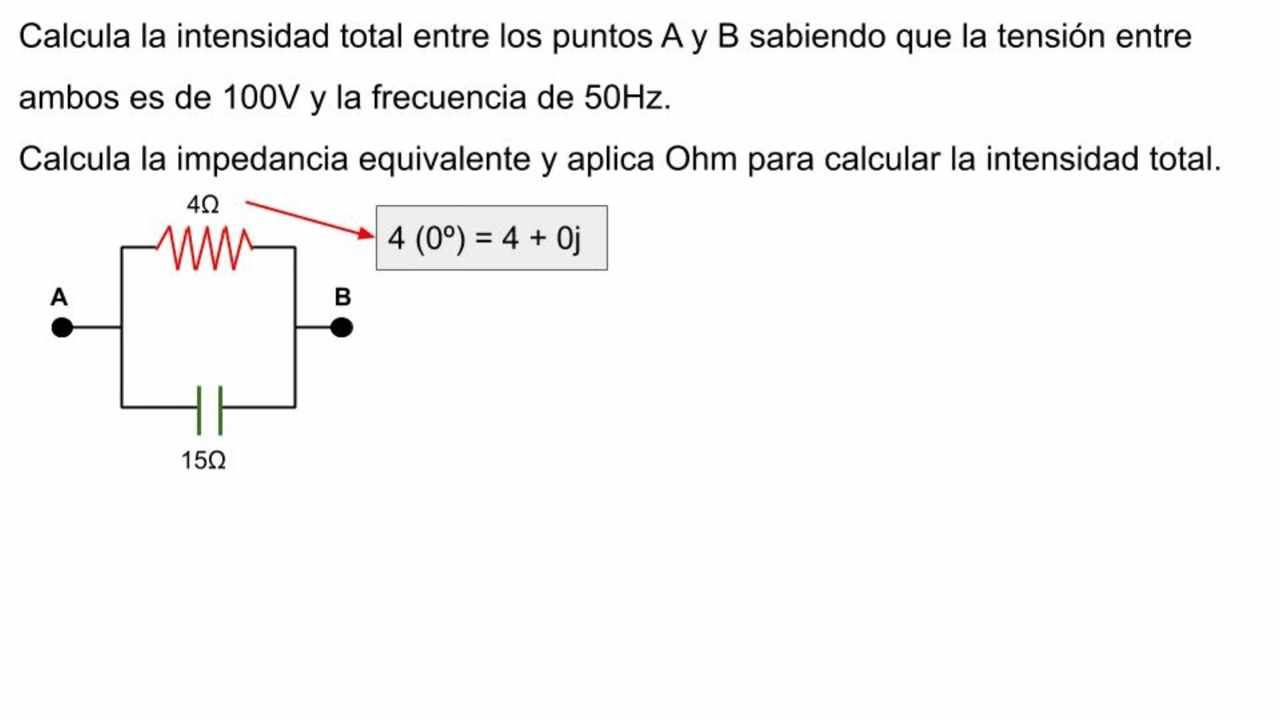 Calcula la intensidad total entre los puntos A y B sabiendo que la tensión entre
ambos es de 100V y la frecuencia de 50Hz.
Calcula la impedancia equivalente y aplica Ohm para calcular la intensidad total.
4Ω
4 (0º) = 4 + 0j
A
B
15Ω